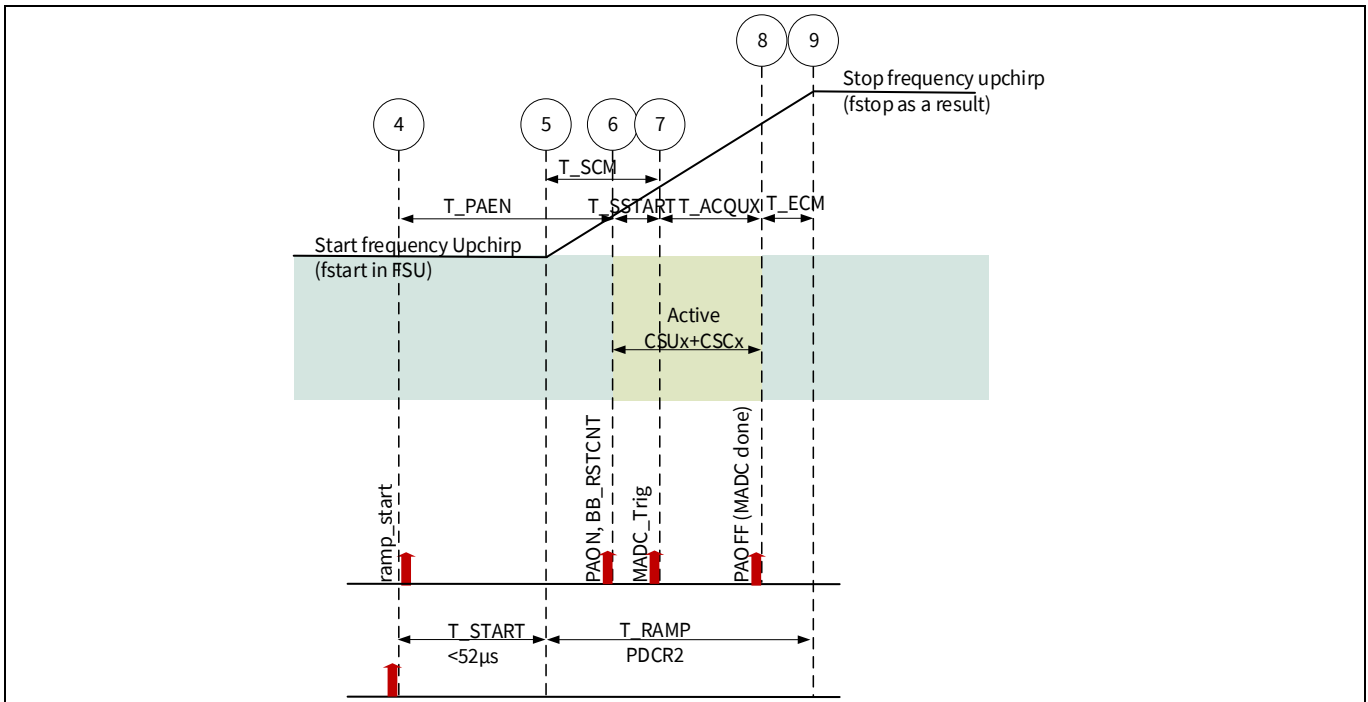 8 9
Stop frequency upchirp
(fstop as a result)
4 5 6 7
T_SCM
T_PAEN T_SSTART T_ACQUX T_ECM
Start frequency Upchirp
(fstart in FSU)
Active
CSUx+CSCx
ramp_start
PAON, BB_RSTCNT
MADC_Trig
PAOFF (MADC done)
T_START T_RAMP
<52µs PDCR2